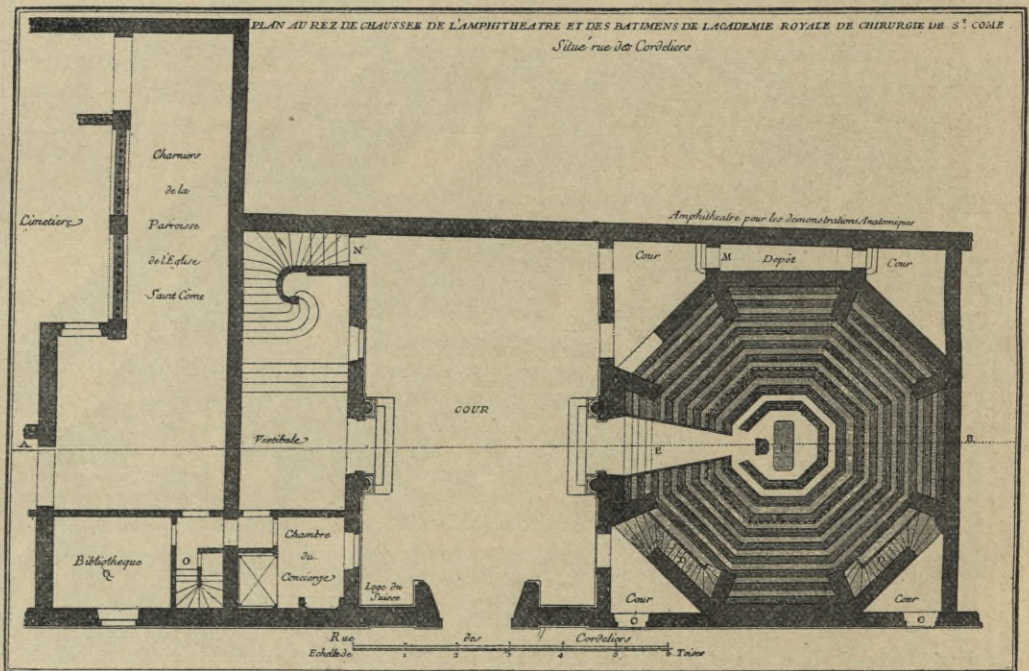 PLAN AU REZ DE CHAUSSEE DE L'AMPHITHEATRE ET DES BATIMENS DE LACADEMIE ROYALE DE CHIRURGIE DE St. COME
Situé rue des Cordeliers
Charniers
de la
Parroisse
de l'Eglise
Saint Come
Cimetiere
Amphitheatre pour les demonstrations Anatomiques
N
Cour
M
Depôt
Cour
COUR
A
Vestibule
E
D
B
Bibliotheque
Q
O
Chambre
du
Concierge
Loge du
Suisse
Cour
C
Cour
C
Rue des Cordeliers
Echelle de 1 2 3 4 5 6 Toises